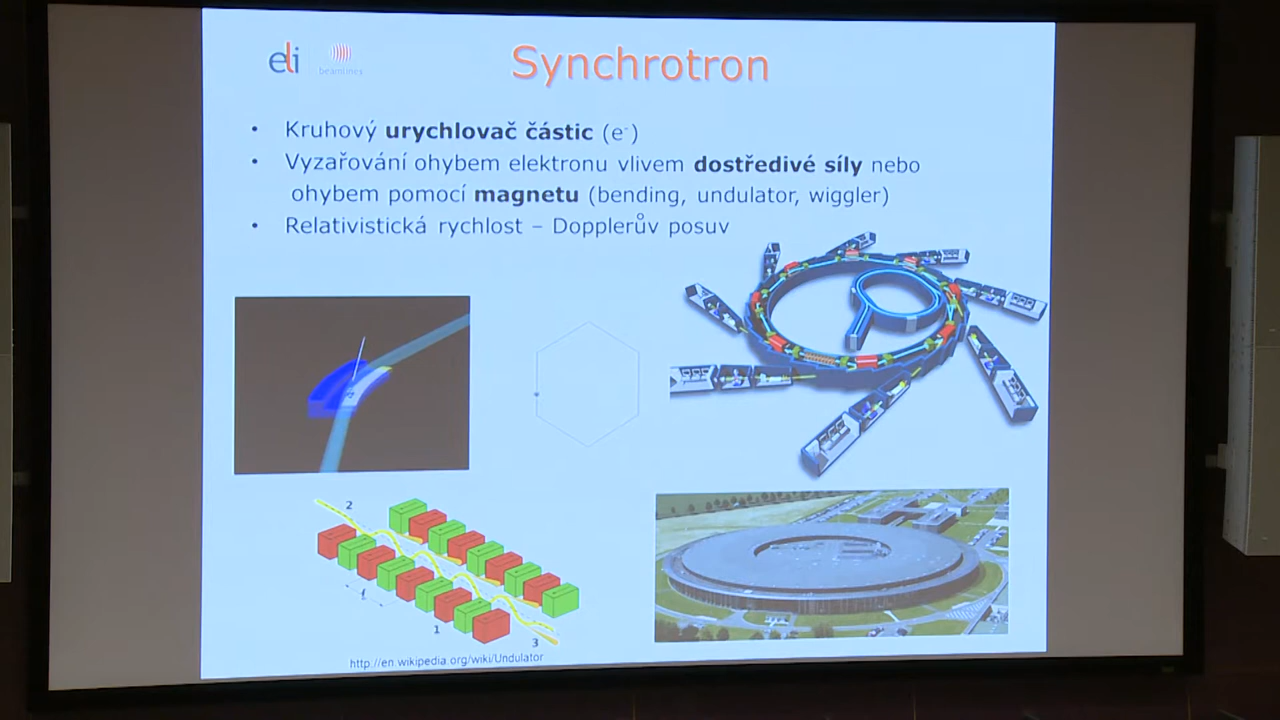 eli
beamlines
Synchrotron
• Kruhový urychlovač částic (e⁻)
• Vyzařování ohybem elektronu vlivem dostředivé síly nebo
ohybem pomocí magnetu (bending, undulator, wiggler)
• Relativistická rychlost – Dopplerův posuv
2
1
3
http://en.wikipedia.org/wiki/Undulator